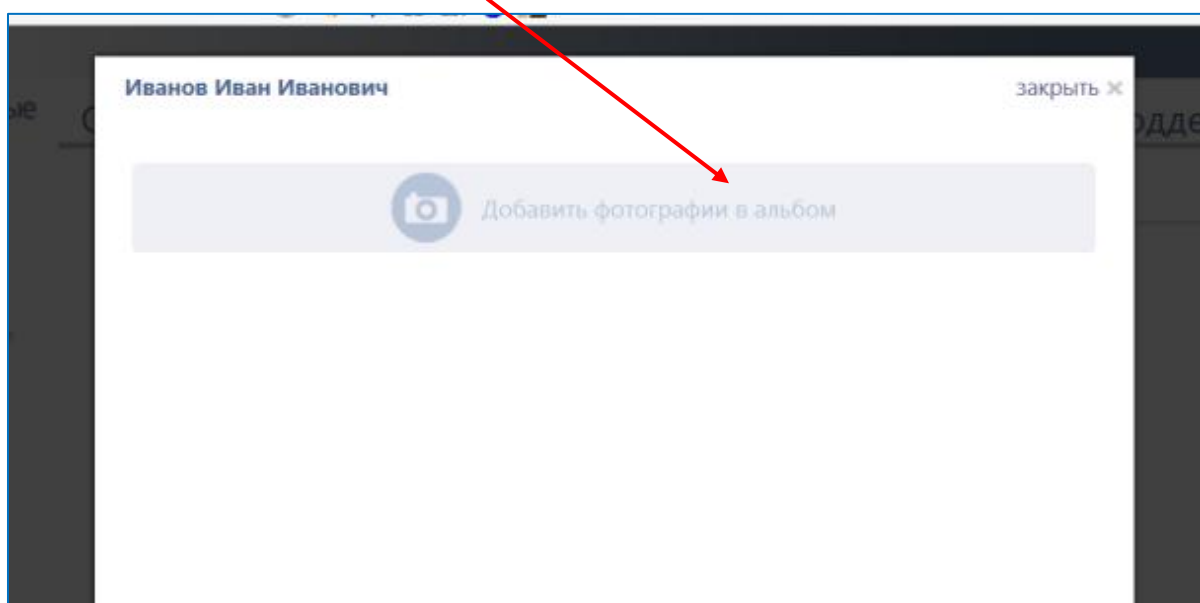 Иванов Иван Иванович
закрыть ×
Добавить фотографии в альбом